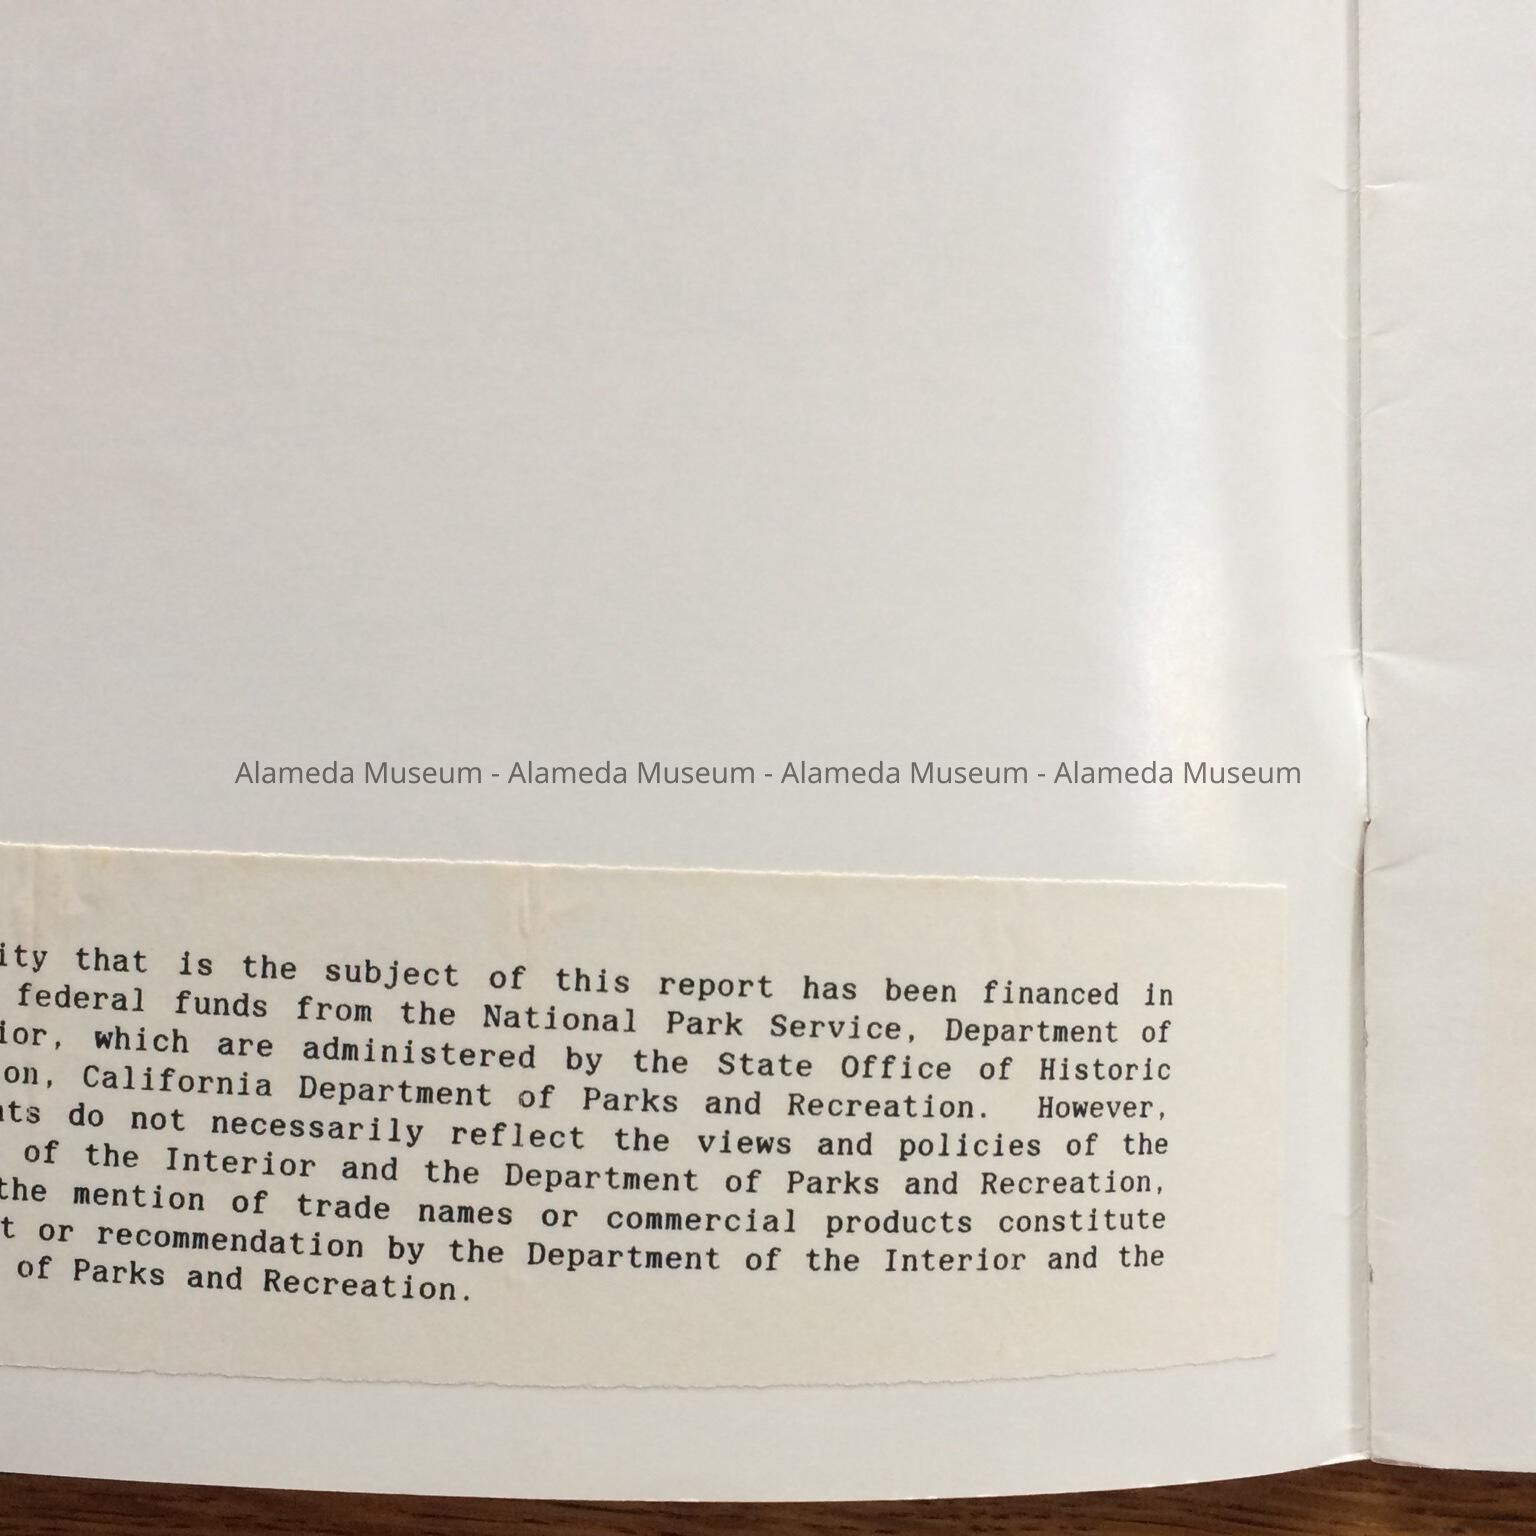 Alameda Museum - Alameda Museum - Alameda Museum - Alameda Museum
ity that is the subject of this report has been financed in
federal funds from the National Park Service, Department of
ior, which are administered by the State Office of Historic
on, California Department of Parks and Recreation. However,
ts do not necessarily reflect the views and policies of the
of the Interior and the Department of Parks and Recreation,
the mention of trade names or commercial products constitute
t or recommendation by the Department of the Interior and the
of Parks and Recreation.